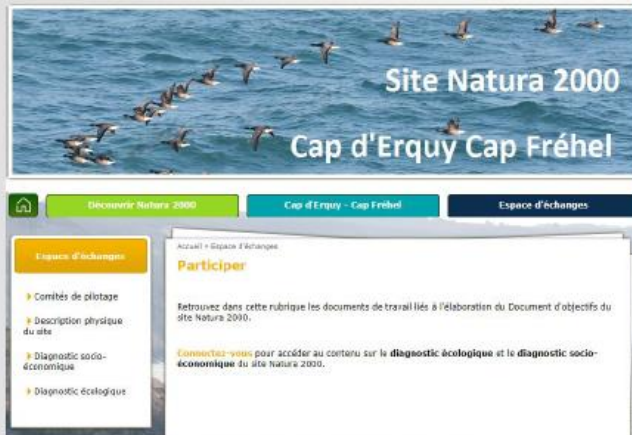 Site Natura 2000
Cap d'Erquy Cap Fréhel
Découvrir Natura 2000
Cap d'Erquy - Cap Fréhel
Espace d'échanges
Espace d'échanges
Comités de pilotage
Description physique
du site
Diagnostic socio-
économique
Diagnostic écologique
Accueil » Espace d'échanges
Participer
Retrouvez dans cette rubrique les documents de travail liés à l'élaboration du Document d'objectifs du
site Natura 2000.
Connectez-vous pour accéder au contenu sur le diagnostic écologique et le diagnostic socio-
économique du site Natura 2000.